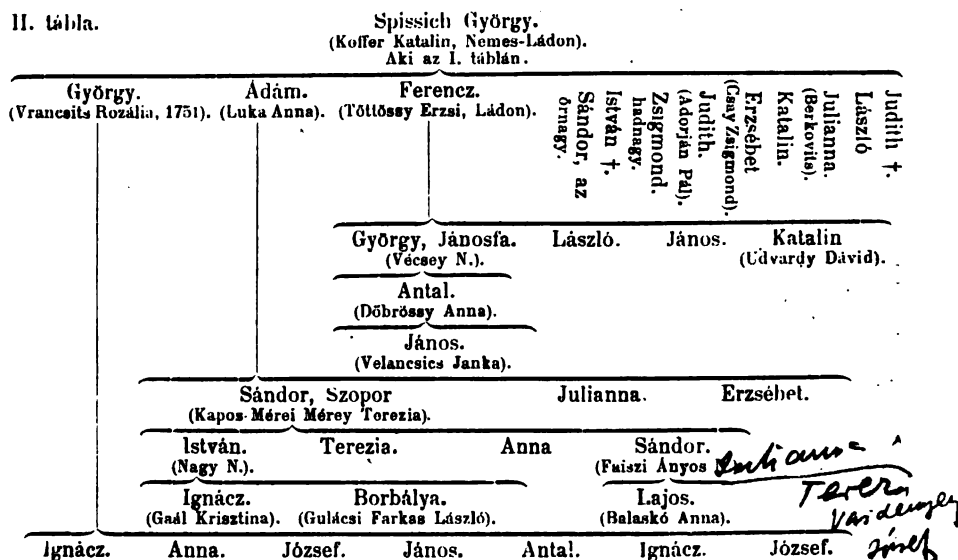 II. tábla.
Spissich György.
(Koffer Katalin, Nemes-Ládon).
Aki az I. táblán.
György. Ádám. Ferencz.
(Vrancsits Rozália, 1751). (Luka Anna). (Töttössy Erzsi, Ládon).
Sándor, az
őrnagy.
István †.
Zsigmond.
hadnagy.
Judith.
(Adorján Pál).
Erzsébet
(Csay Zsigmond).
Katalin.
Julianna.
(Berkovits).
László
Judith †.
György, Jánosfa. László. János. Katalin
(Vécsey N.). (Udvardy Dávid).
Antal.
(Döbrössy Anna).
János.
(Velancsics Janka).
Sándor, Szopor Julianna. Erzsébet.
(Kapos-Mérei Mérey Terezia).
István. Terezia. Anna Sándor.
(Nagy N.). (Faiszi Ányos
Julianna
Ignácz. Borbálya. Lajos.
(Gaál Krisztina). (Gulácsi Farkas László). (Balaskó Anna).
József
Ignácz. Anna. József. János. Antal. Ignácz. József.